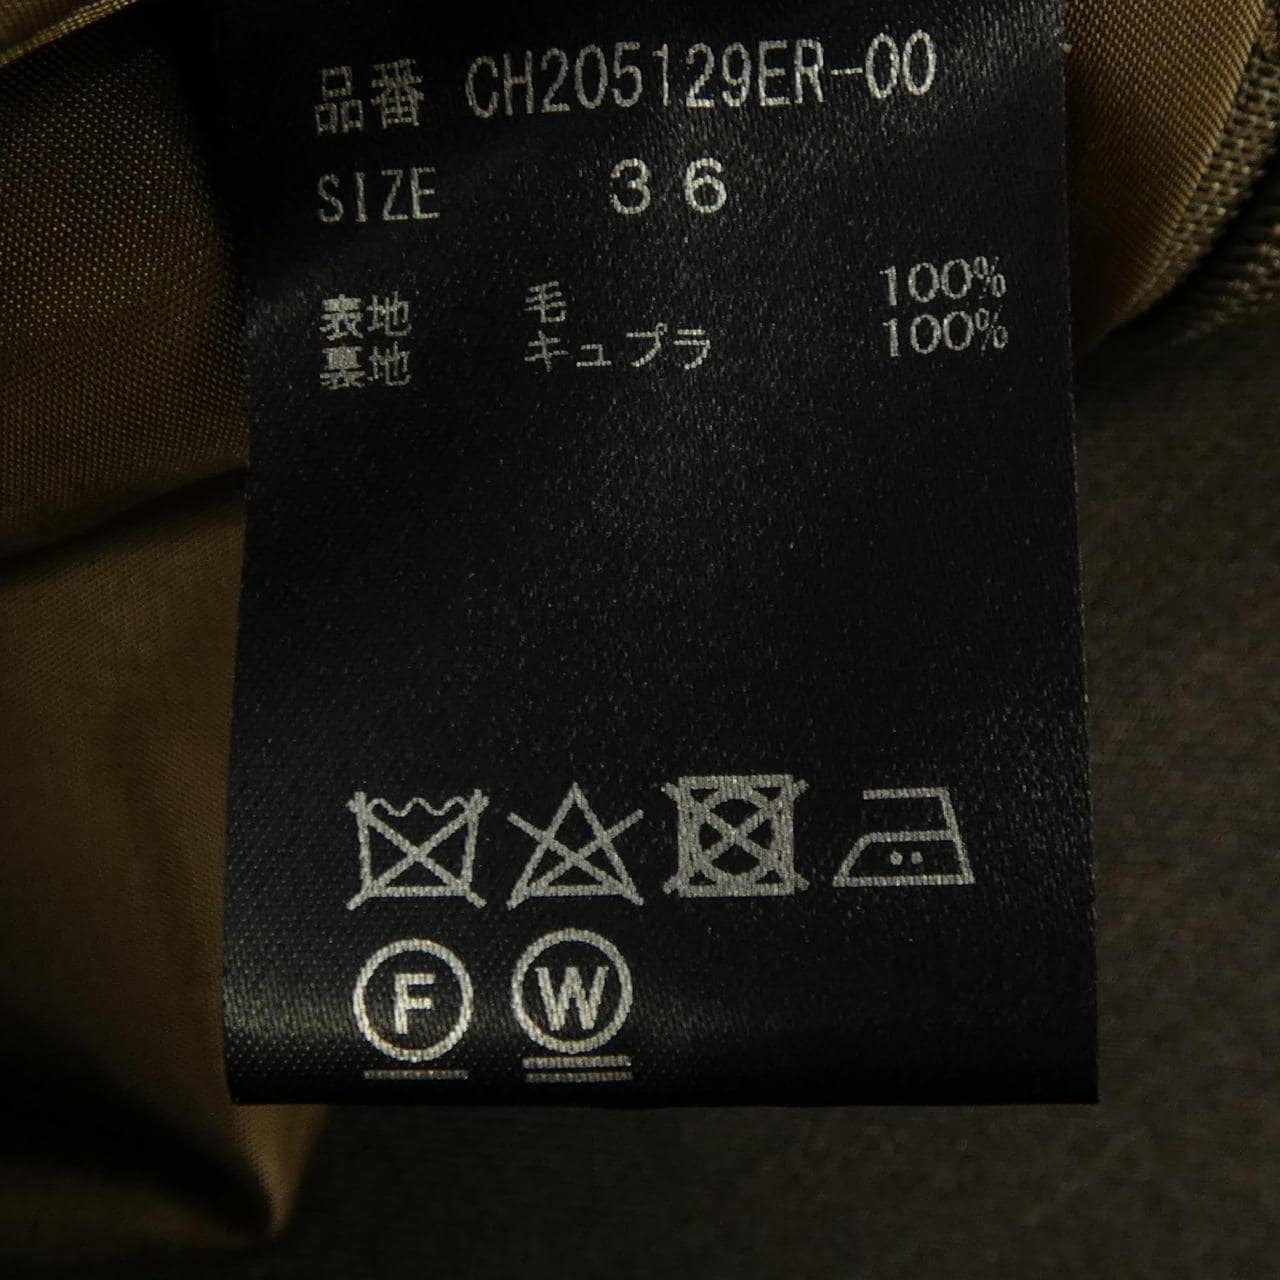 品番 CH205129ER-00
SIZE 36
表地 毛 100%
裏地 キュプラ 100%
F W